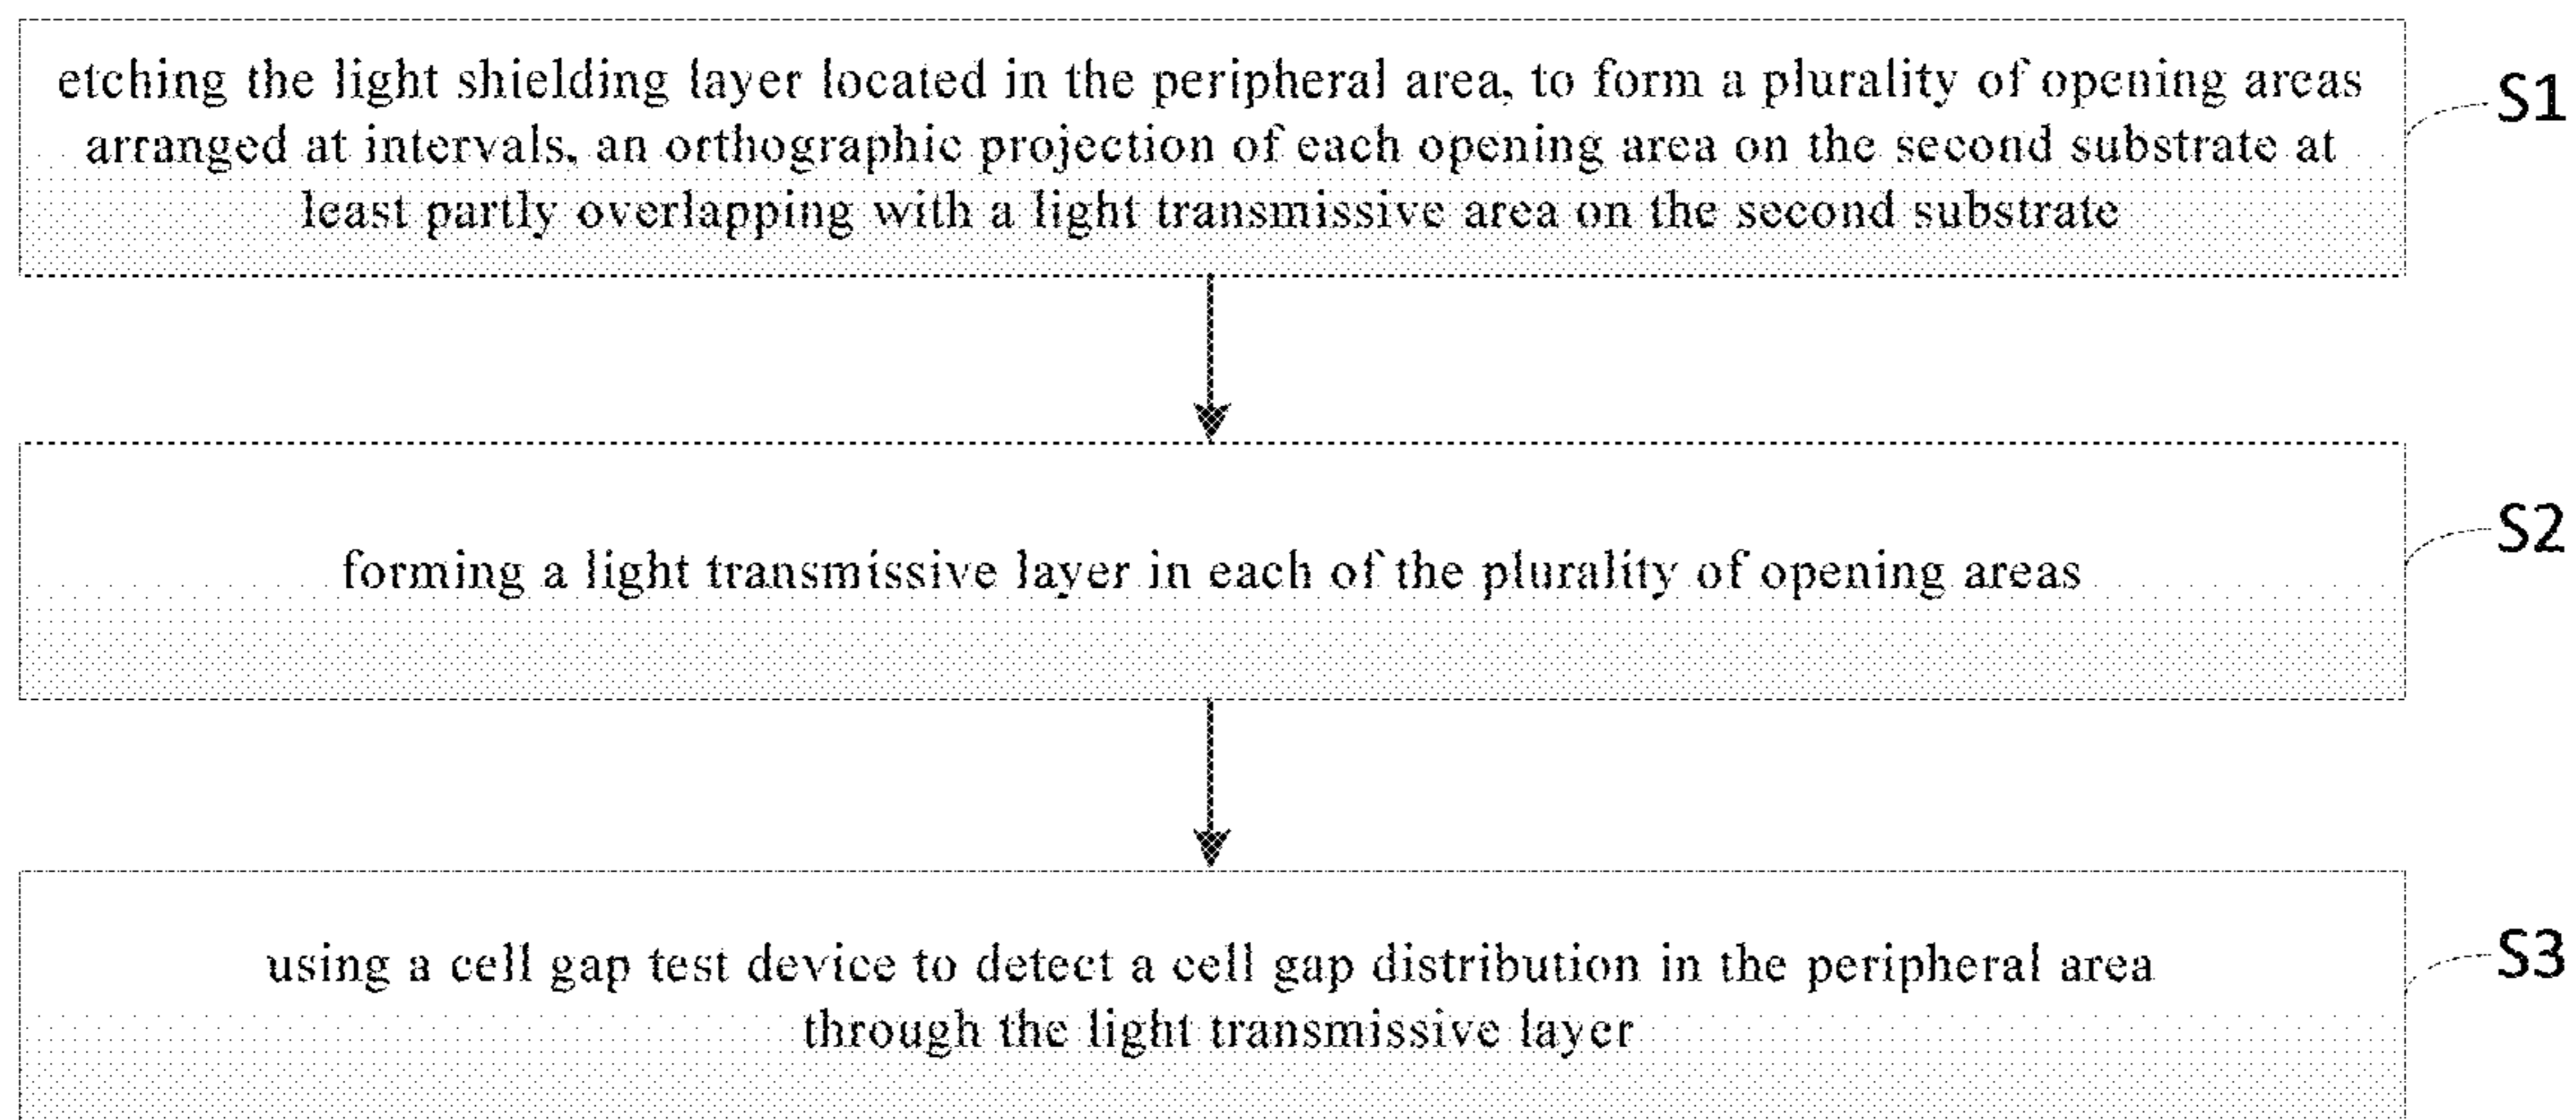 etching the light shielding layer located in the peripheral area, to form a plurality of opening areas
arranged at intervals, an orthographic projection of each opening area on the second substrate at
least partly overlapping with a light transmissive area on the second substrate
S1
forming a light transmissive layer in each of the plurality of opening areas
S2
using a cell gap test device to detect a cell gap distribution in the peripheral area
through the light transmissive layer
S3